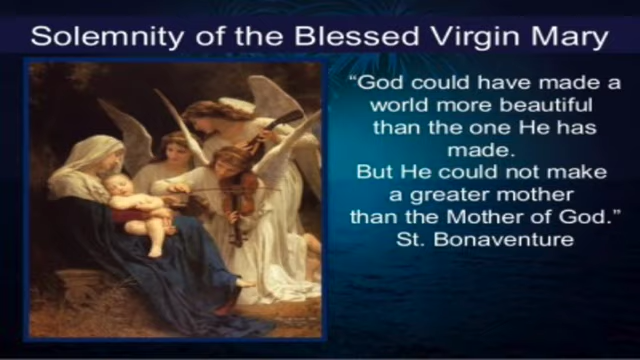 Solemnity of the Blessed Virgin Mary
“God could have made a
world more beautiful
than the one He has
made.
But He could not make
a greater mother
than the Mother of God.”
St. Bonaventure